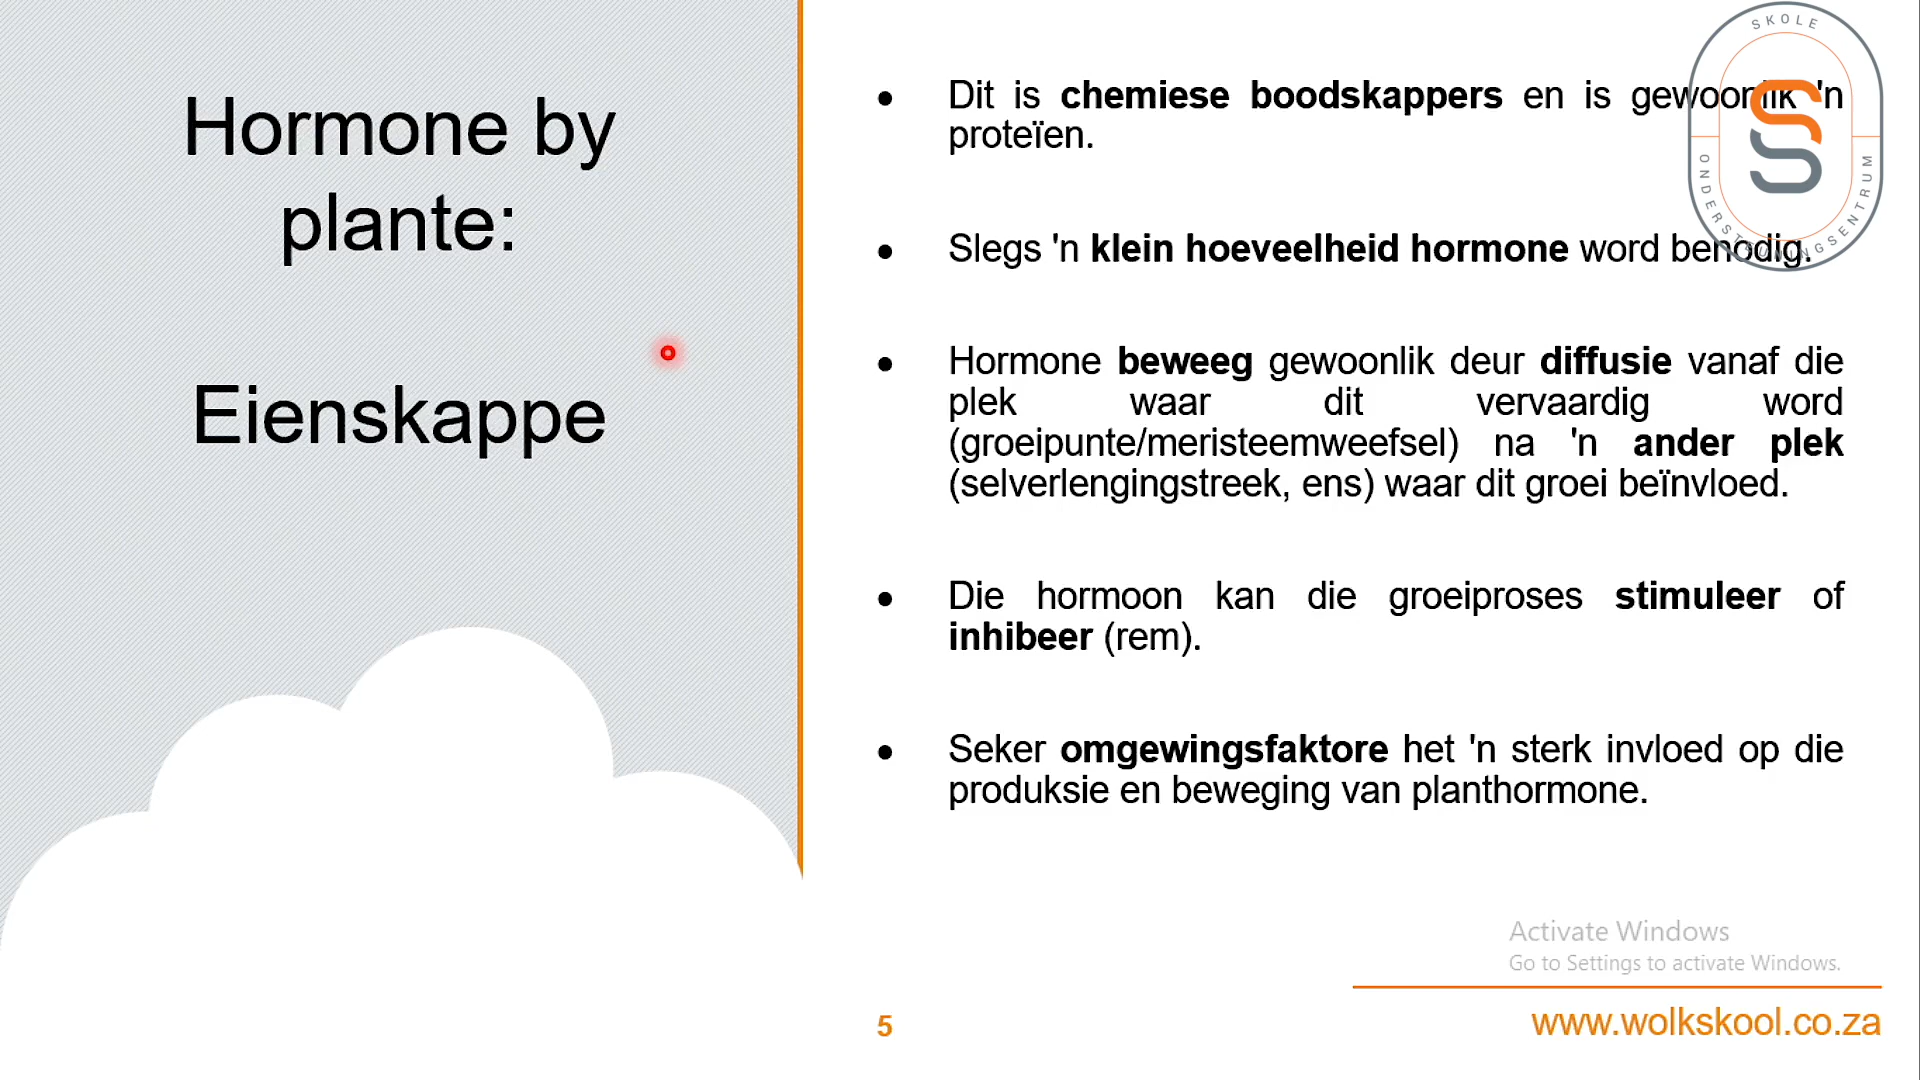 Hormone by
plante:
Eienskappe
• Dit is chemiese boodskappers en is gewoonlik 'n
proteïen.
• Slegs 'n klein hoeveelheid hormone word benodig.
• Hormone beweeg gewoonlik deur diffusie vanaf die
plek waar dit vervaardig word
(groeipunte/meristeemweefsel) na 'n ander plek
(selverlengingstreek, ens) waar dit groei beïnvloed.
• Die hormoon kan die groeiproses stimuleer of
inhibeer (rem).
• Seker omgewingsfaktore het 'n sterk invloed op die
produksie en beweging van planthormone.
SKOLE
ONDERSTEUNINGSENTRUM
Activate Windows
Go to Settings to activate Windows.
5
www.wolkskool.co.za